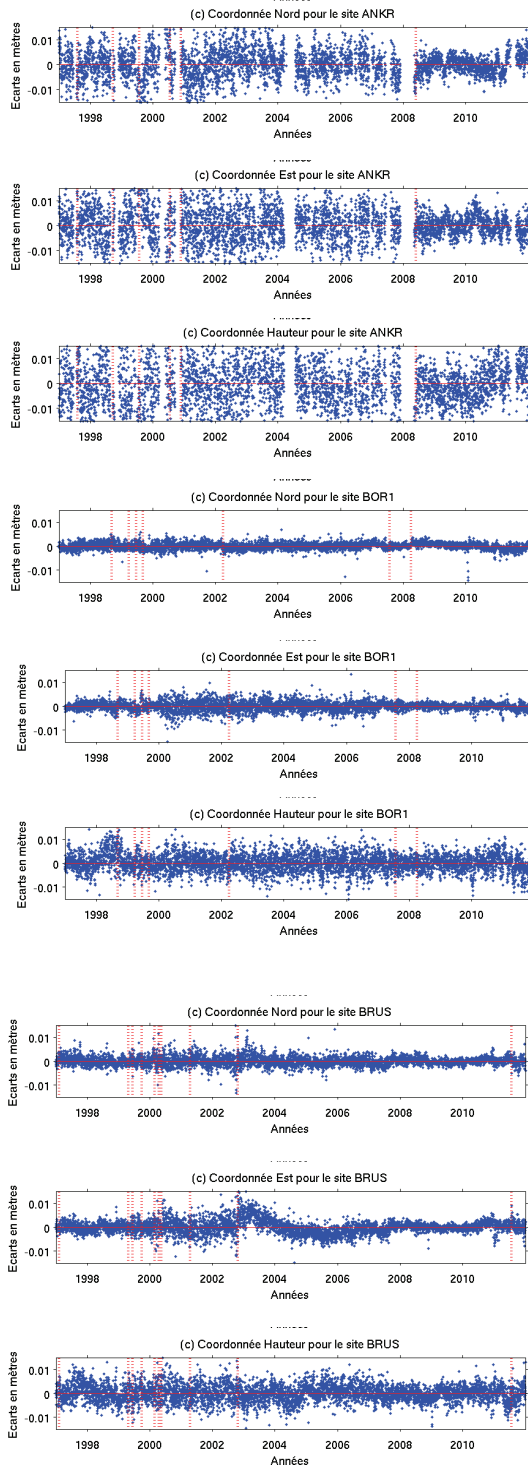 (c) Coordonnée Nord pour le site ANKR
Ecarts en mètres
0.01
0
-0.01
1998 2000 2002 2004 2006 2008 2010
Années
(c) Coordonnée Est pour le site ANKR
Ecarts en mètres
0.01
0
-0.01
1998 2000 2002 2004 2006 2008 2010
Années
(c) Coordonnée Hauteur pour le site ANKR
Ecarts en mètres
0.01
0
-0.01
1998 2000 2002 2004 2006 2008 2010
Années
(c) Coordonnée Nord pour le site BOR1
Ecarts en mètres
0.01
0
-0.01
1998 2000 2002 2004 2006 2008 2010
Années
(c) Coordonnée Est pour le site BOR1
Ecarts en mètres
0.01
0
-0.01
1998 2000 2002 2004 2006 2008 2010
Années
(c) Coordonnée Hauteur pour le site BOR1
Ecarts en mètres
0.01
0
-0.01
1998 2000 2002 2004 2006 2008 2010
Années
(c) Coordonnée Nord pour le site BRUS
Ecarts en mètres
0.01
0
-0.01
1998 2000 2002 2004 2006 2008 2010
Années
(c) Coordonnée Est pour le site BRUS
Ecarts en mètres
0.01
0
-0.01
1998 2000 2002 2004 2006 2008 2010
Années
(c) Coordonnée Hauteur pour le site BRUS
Ecarts en mètres
0.01
0
-0.01
1998 2000 2002 2004 2006 2008 2010
Années